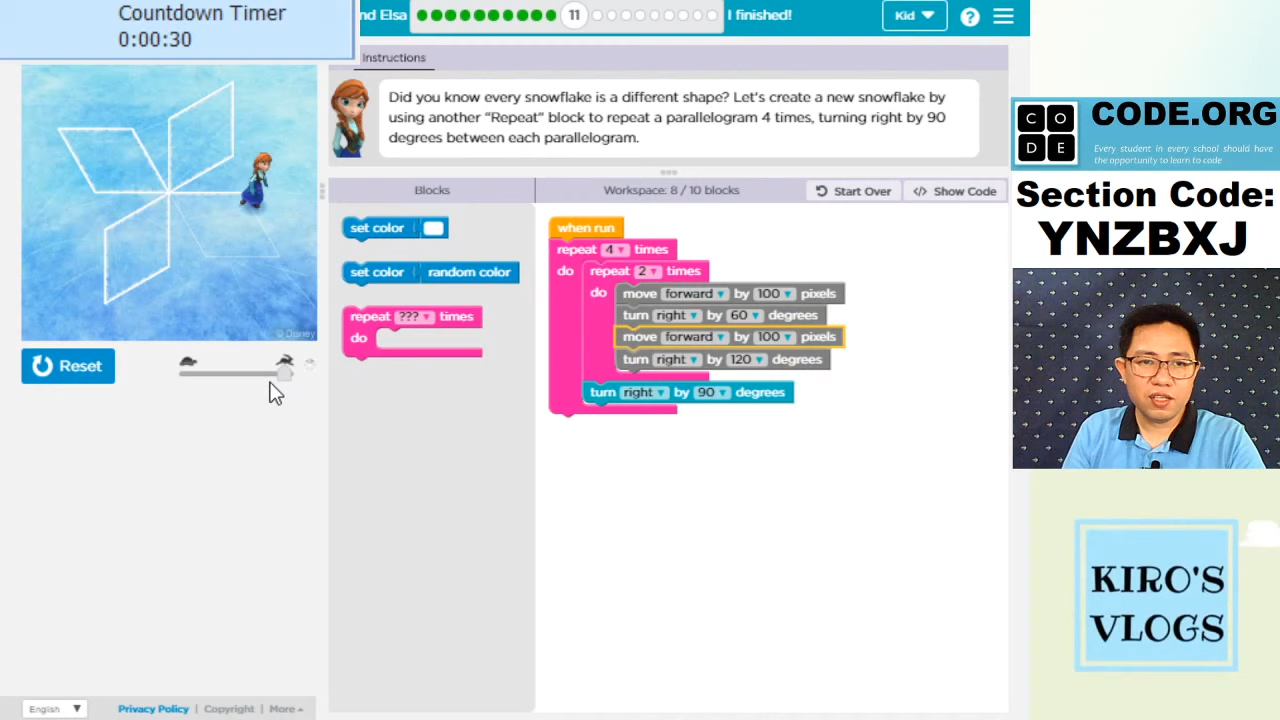 Countdown Timer
0:00:30
nd Elsa
11
I finished!
Kid
?
Instructions
Did you know every snowflake is a different shape? Let's create a new snowflake by
using another "Repeat" block to repeat a parallelogram 4 times, turning right by 90
degrees between each parallelogram.
Blocks
Workspace: 8 / 10 blocks
Start Over
</> Show Code
set color
set color random color
repeat ??? times
do
when run
repeat 4 times
do repeat 2 times
do move forward by 100 pixels
turn right by 60 degrees
move forward by 100 pixels
turn right by 120 degrees
turn right by 90 degrees
© Disney
Reset
English
Privacy Policy | Copyright | More
C O
D E
CODE.ORG
Every student in every school should have
the opportunity to learn to code
Section Code:
YNZBXJ
KIRO'S
VLOGS